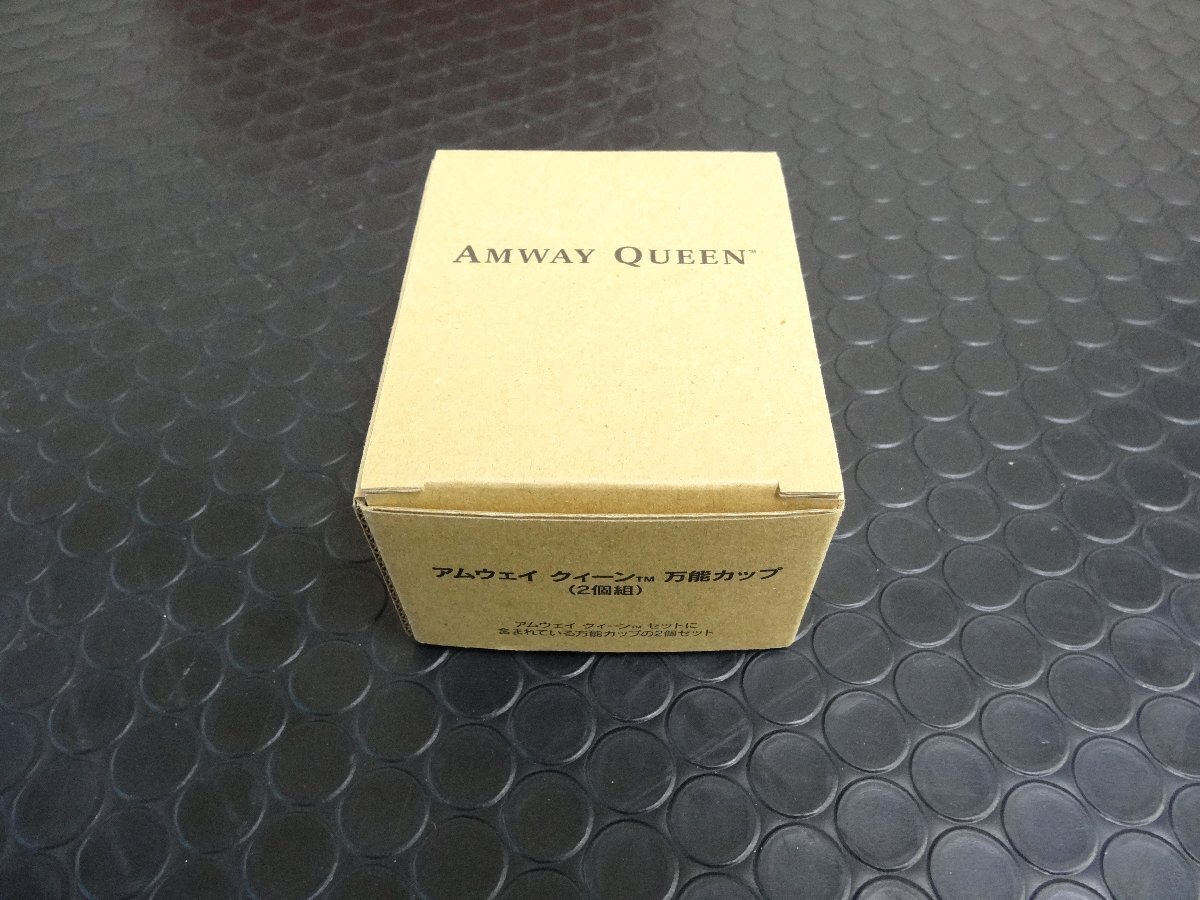 AMWAY QUEEN™
アムウェイ クィーン™ 万能カップ
(2個組)
アムウェイ クィーン™ セットに
含まれている万能カップの2個セット